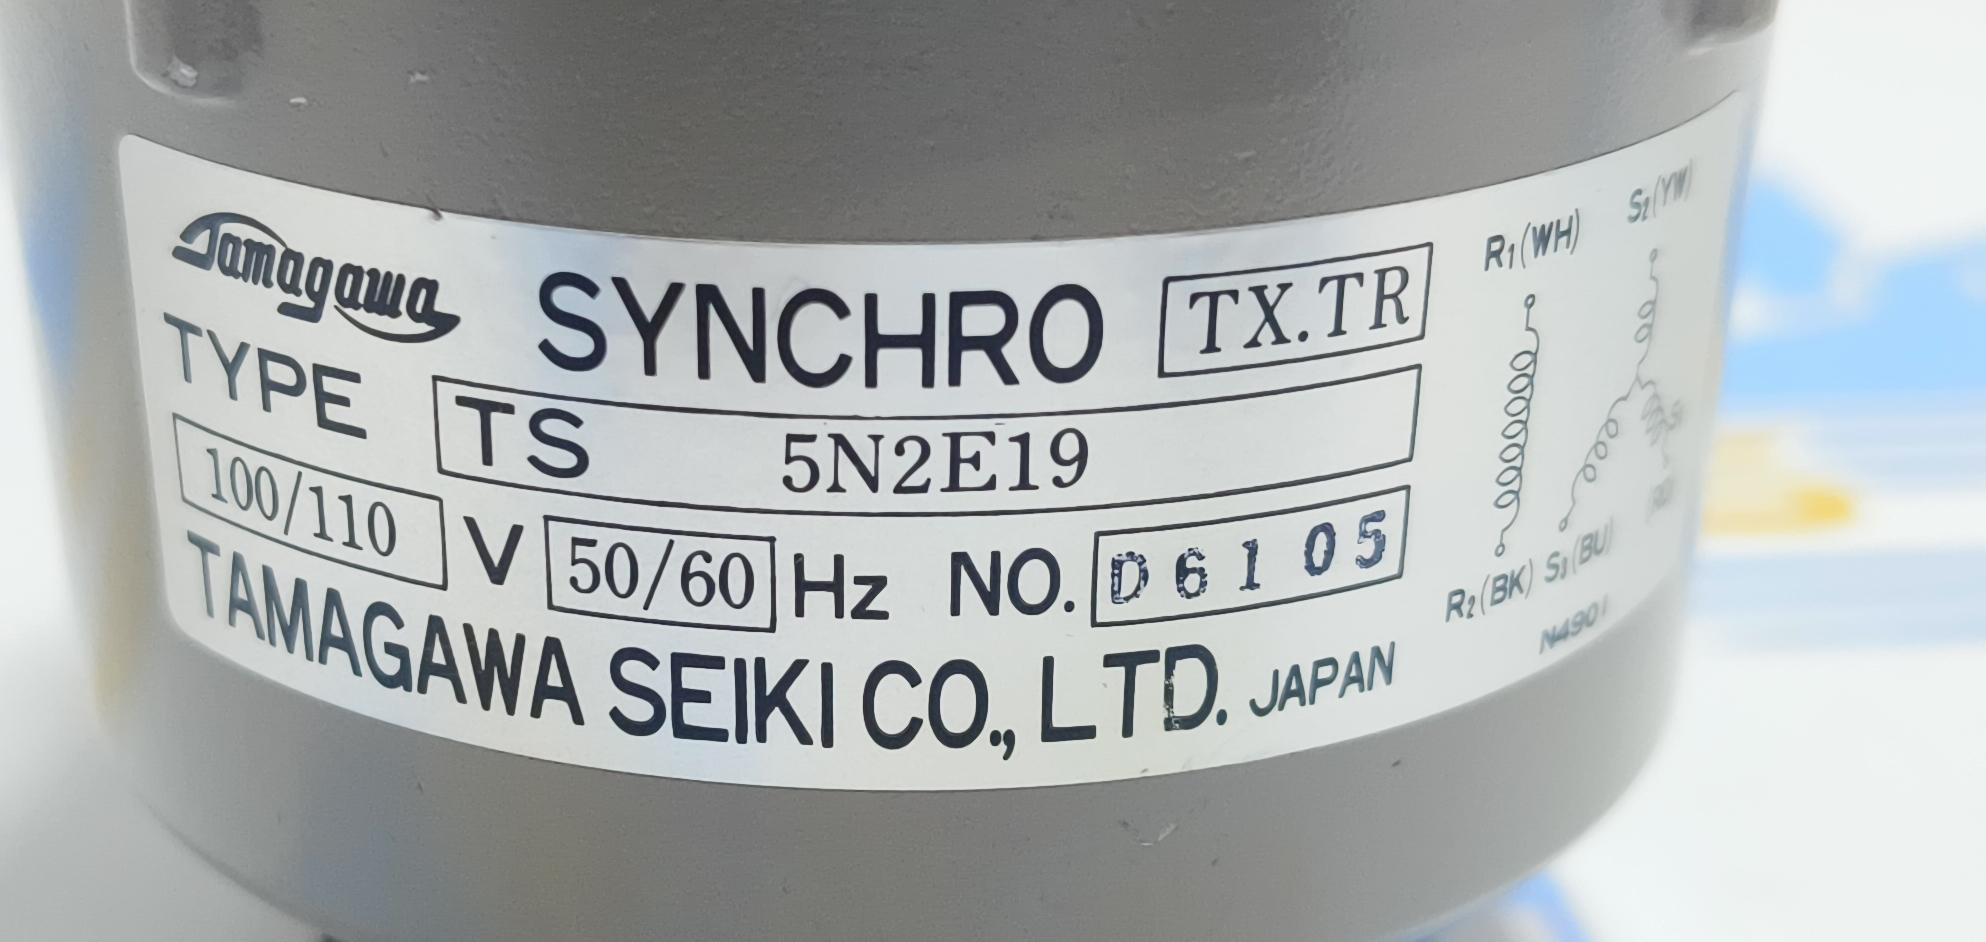 Tamagawa SYNCHRO TX.TR
TYPE TS 5N2E19
100/110 V 50/60 Hz NO. D6105
TAMAGAWA SEIKI CO., LTD. JAPAN
R1(WH) S2(YW)
R2(BK) S3(BU)
N4901